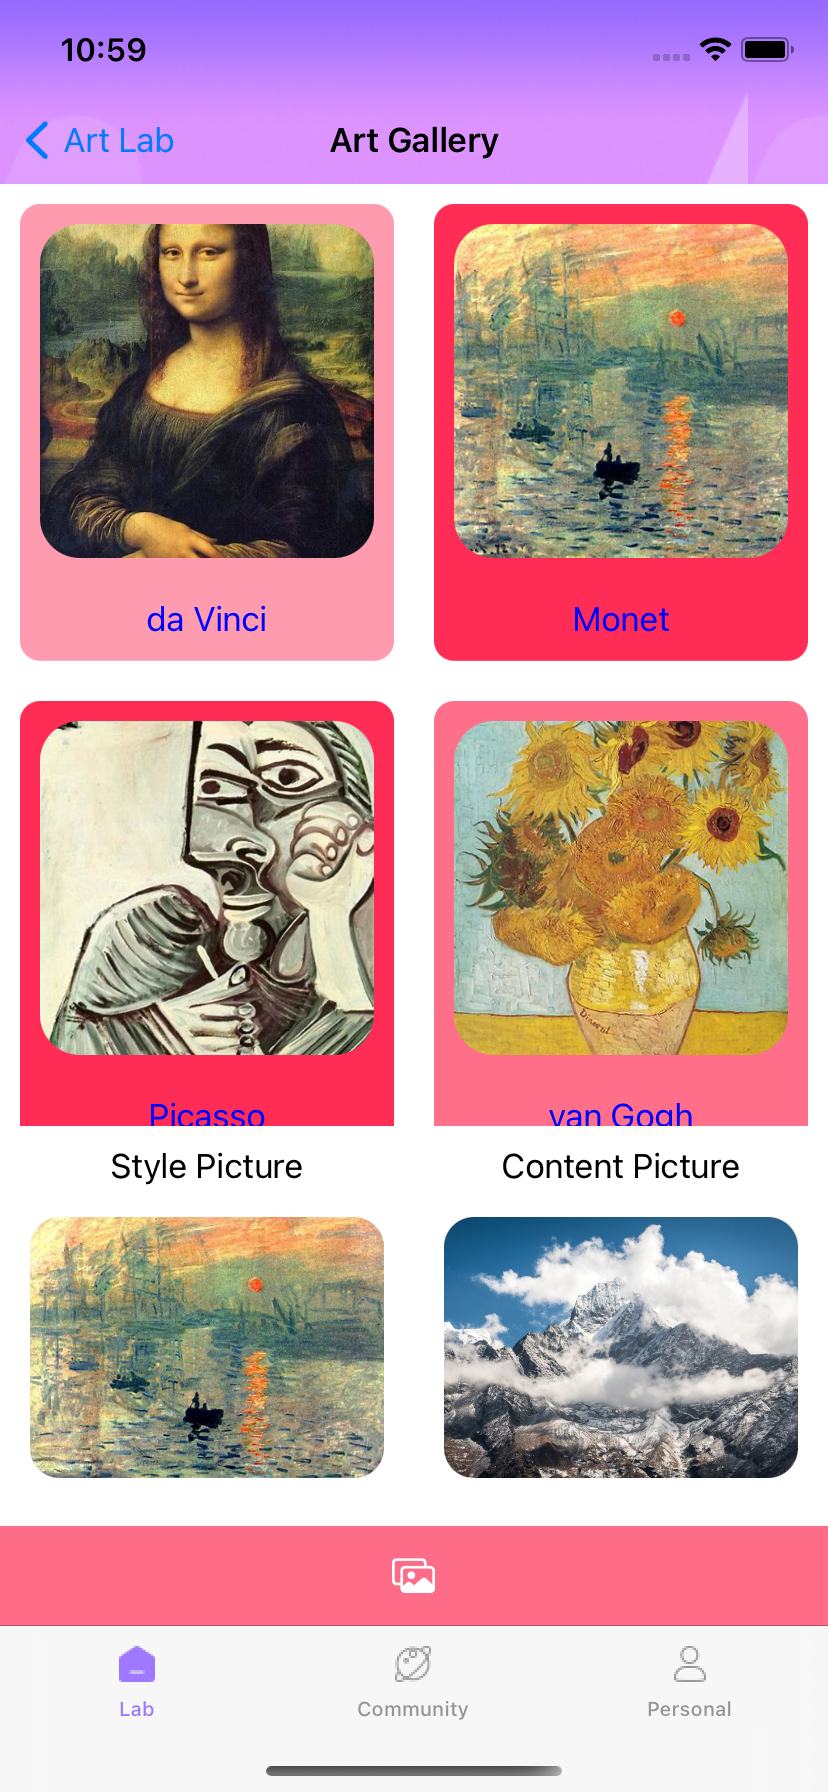 10:59
Art Lab
Art Gallery
da Vinci
Monet
Picasso
van Gogh
Style Picture
Content Picture
Lab
Community
Personal